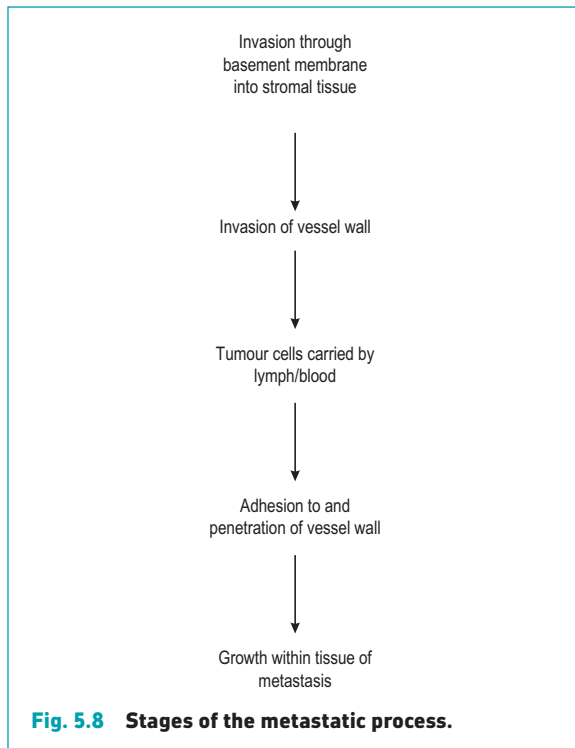 Invasion through
basement membrane
into stromal tissue
Invasion of vessel wall
Tumour cells carried by
lymph/blood
Adhesion to and
penetration of vessel wall
Growth within tissue of
metastasis
Fig. 5.8 Stages of the metastatic process.